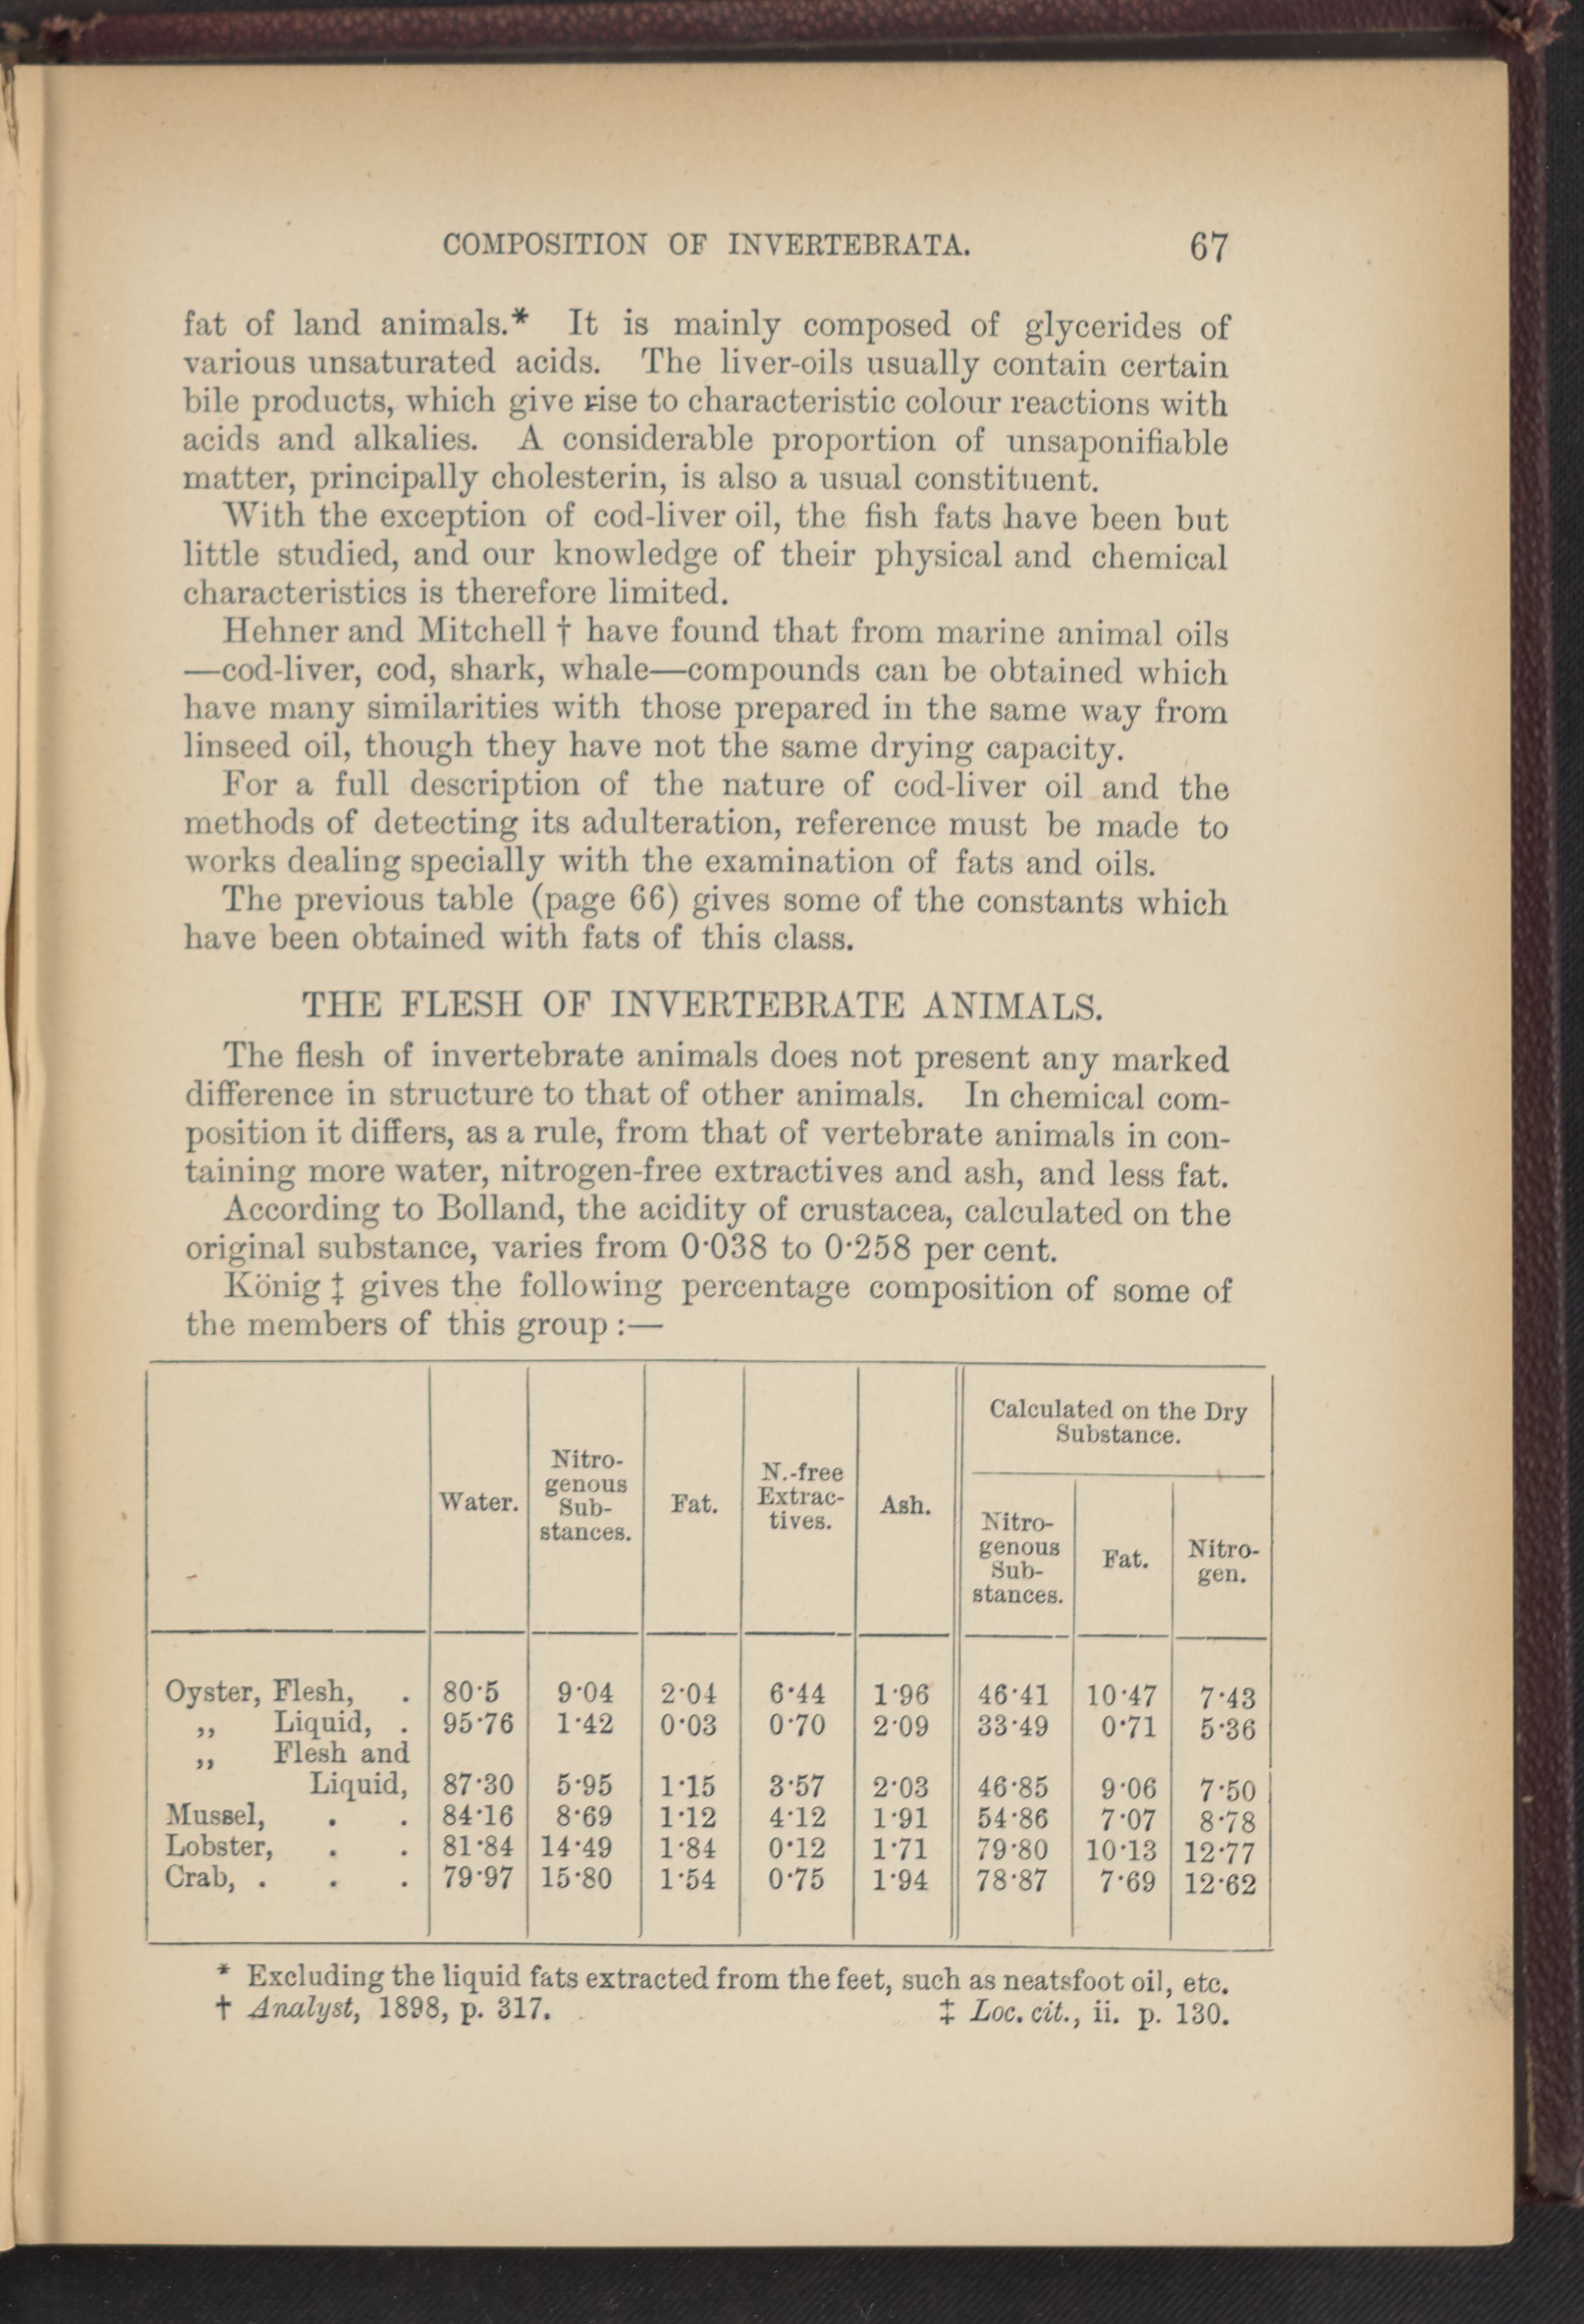 COMPOSITION OF INVERTEBRATA. 67
fat of land animals.* It is mainly composed of glycerides of
various unsaturated acids. The liver-oils usually contain certain
bile products, which give rise to characteristic colour reactions with
acids and alkalies. A considerable proportion of unsaponifiable
matter, principally cholesterin, is also a usual constituent.
With the exception of cod-liver oil, the fish fats have been but
little studied, and our knowledge of their physical and chemical
characteristics is therefore limited.
Hehner and Mitchell † have found that from marine animal oils
—cod-liver, cod, shark, whale—compounds can be obtained which
have many similarities with those prepared in the same way from
linseed oil, though they have not the same drying capacity.
For a full description of the nature of cod-liver oil and the
methods of detecting its adulteration, reference must be made to
works dealing specially with the examination of fats and oils.
The previous table (page 66) gives some of the constants which
have been obtained with fats of this class.
THE FLESH OF INVERTEBRATE ANIMALS.
The flesh of invertebrate animals does not present any marked
difference in structure to that of other animals. In chemical com-
position it differs, as a rule, from that of vertebrate animals in con-
taining more water, nitrogen-free extractives and ash, and less fat.
According to Bolland, the acidity of crustacea, calculated on the
original substance, varies from 0·038 to 0·258 per cent.
König ‡ gives the following percentage composition of some of
the members of this group :—
Water.
Nitro-
genous
Sub-
stances.
Fat.
N.-free
Extrac-
tives.
Ash.
Calculated on the Dry
Substance.
Nitro-
genous
Sub-
stances.
Fat.
Nitro-
gen.
Oyster, Flesh, . 80·5 9·04 2·04 6·44 1·96 46·41 10·47 7·43
„ Liquid, . 95·76 1·42 0·03 0·70 2·09 33·49 0·71 5·36
„ Flesh and
Liquid, 87·30 5·95 1·15 3·57 2·03 46·85 9·06 7·50
Mussel, . . 84·16 8·69 1·12 4·12 1·91 54·86 7·07 8·78
Lobster, . . 81·84 14·49 1·84 0·12 1·71 79·80 10·13 12·77
Crab, . . . 79·97 15·80 1·54 0·75 1·94 78·87 7·69 12·62
* Excluding the liquid fats extracted from the feet, such as neatsfoot oil, etc.
† Analyst, 1898, p. 317. ‡ Loc. cit., ii. p. 130.